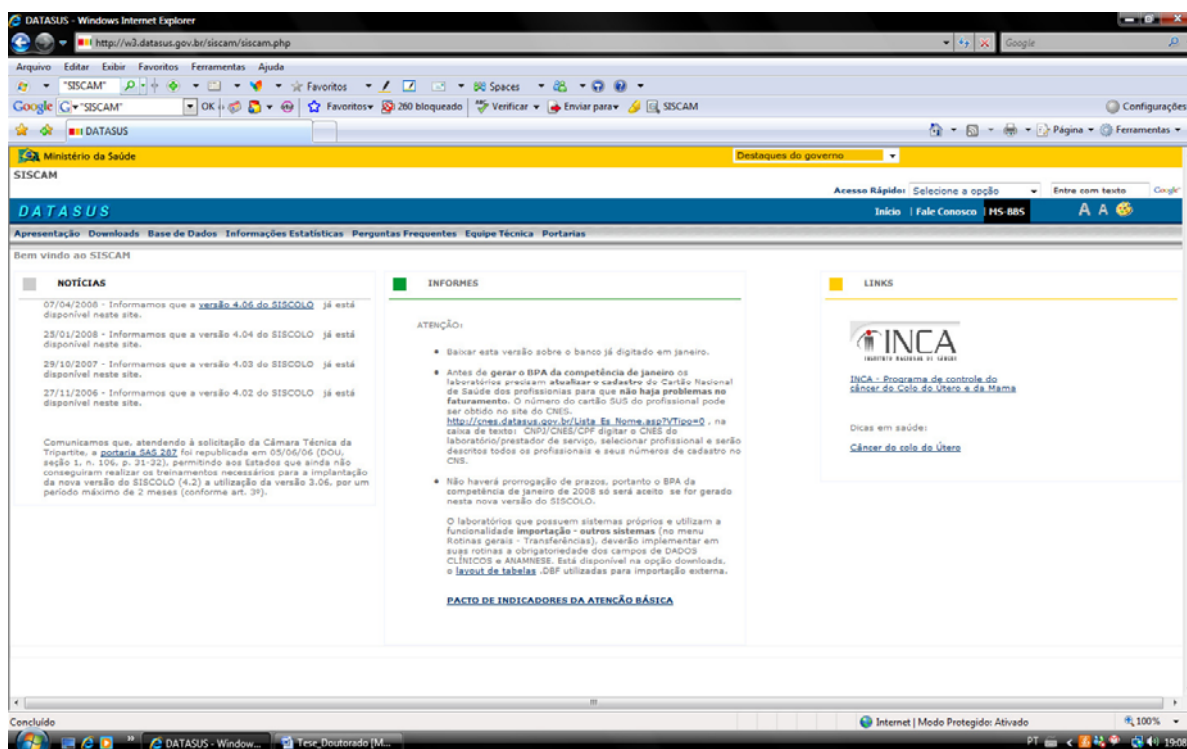 DATASUS - Windows Internet Explorer
http://w3.datasus.gov.br/siscam/siscam.php
Google
Arquivo Editar Exibir Favoritos Ferramentas Ajuda
"SISCAM" Favoritos Spaces
Google "SISCAM" OK Favoritos 260 bloqueado Verificar Enviar para SISCAM Configurações
DATASUS Página Ferramentas
Ministério da Saúde Destaques do governo
SISCAM
Acesso Rápido: Selecione a opção Entre com texto Google
DATASUS Início | Fale Conosco | MS-BBS A A
Apresentação Downloads Base de Dados Informações Estatísticas Perguntas Frequentes Equipe Técnica Portarias
Bem vindo ao SISCAM
NOTÍCIAS
07/04/2008 - Informamos que a versão 4.06 do SISCOLO já está
disponível neste site.
25/01/2008 - Informamos que a versão 4.04 do SISCOLO já está
disponível neste site.
29/10/2007 - Informamos que a versão 4.03 do SISCOLO já está
disponível neste site.
27/11/2006 - Informamos que a versão 4.02 do SISCOLO já está
disponível neste site.
Comunicamos que, atendendo à solicitação da Câmara Técnica da
Tripartite, a portaria SAS 287 foi republicada em 05/06/06 (DOU,
seção 1, n. 106, p. 31-32), permitindo aos Estados que ainda não
conseguiram realizar os treinamentos necessários para a implantação
da nova versão do SISCOLO (4.2) a utilização da versão 3.06, por um
período máximo de 2 meses (conforme art. 3º).
INFORMES
ATENÇÃO:
Baixar esta versão sobre o banco já digitado em janeiro.
Antes de gerar o BPA da competência de janeiro os
laboratórios precisam atualizar o cadastro do Cartão Nacional
de Saúde dos profissionias para que não haja problemas no
faturamento. O número do cartão SUS do profissional pode
ser obtido no site do CNES.
http://cnes.datasus.gov.br/Lista_Es_Nome.asp?VTipo=0 , na
caixa de texto: CNPJ/CNES/CPF digitar o CNES do
laboratório/prestador de serviço, selecionar profissional e serão
descritos todos os profissionais e seus números de cadastro no
CNS.
Não haverá prorrogação de prazos, portanto o BPA da
competência de janeiro de 2008 só será aceito se for gerado
nesta nova versão do SISCOLO.
O laboratórios que possuem sistemas próprios e utilizam a
funcionalidade importação - outros sistemas (no menu
Rotinas gerais - Transferências), deverão implementar em
suas rotinas a obrigatoriedade dos campos de DADOS
CLÍNICOS e ANAMNESE. Está disponível na opção downloads,
o layout de tabelas .DBF utilizadas para importação externa.
PACTO DE INDICADORES DA ATENÇÃO BÁSICA
LINKS
INCA
INSTITUTO NACIONAL DE CÂNCER
INCA - Programa de controle do
câncer do Colo do Útero e da Mama
Dicas em saúde:
Câncer do colo do Útero
Concluído Internet | Modo Protegido: Ativado 100%
DATASUS - Window... Tese_Doutorado [M... PT 19:08